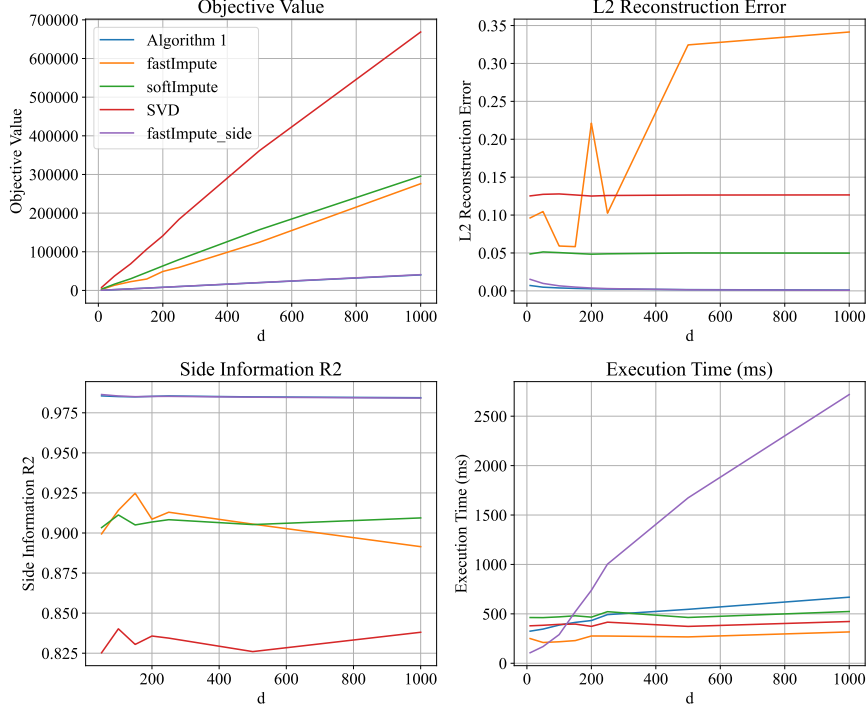 Objective Value
Objective Value
700000
600000
500000
400000
300000
200000
100000
0
Algorithm 1
fastImpute
softImpute
SVD
fastImpute_side
0 200 400 600 800 1000
d
L2 Reconstruction Error
L2 Reconstruction Error
0.35
0.30
0.25
0.20
0.15
0.10
0.05
0.00
0 200 400 600 800 1000
d
Side Information R2
Side Information R2
0.975
0.950
0.925
0.900
0.875
0.850
0.825
200 400 600 800 1000
d
Execution Time (ms)
Execution Time (ms)
2500
2000
1500
1000
500
0
0 200 400 600 800 1000
d